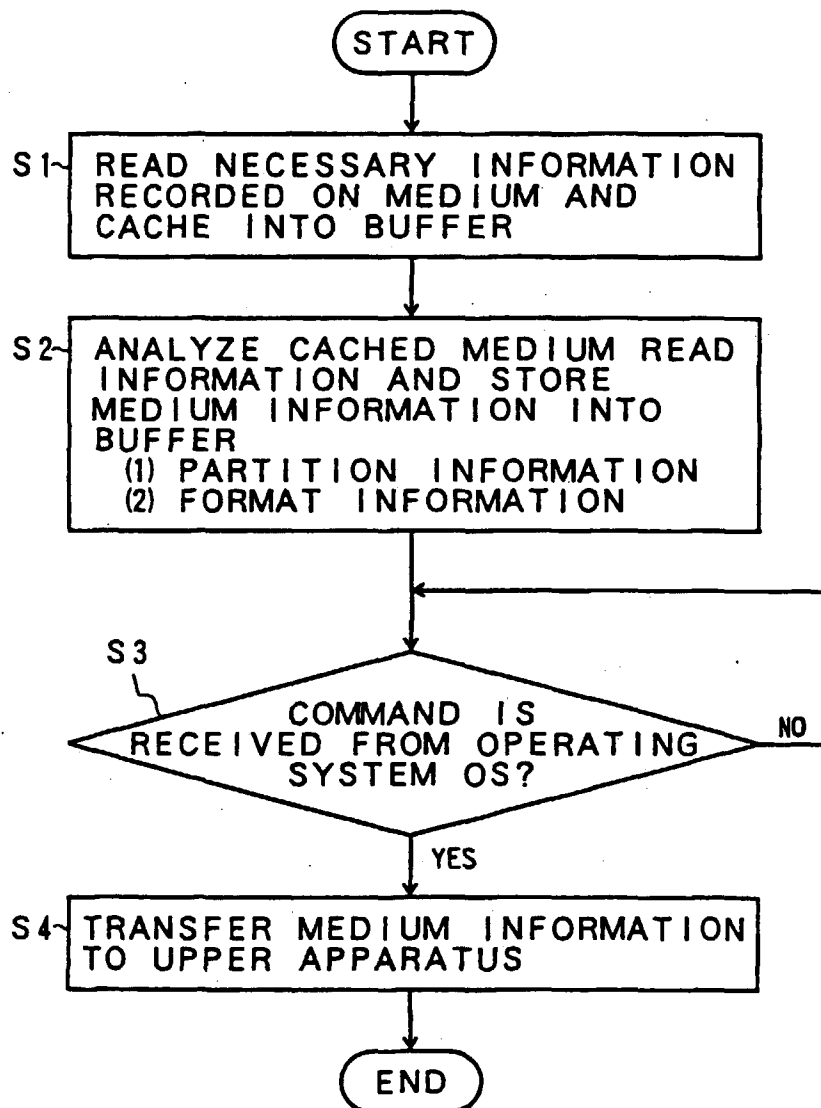 START
S1
READ NECESSARY INFORMATION
RECORDED ON MEDIUM AND
CACHE INTO BUFFER
S2
ANALYZE CACHED MEDIUM READ
INFORMATION AND STORE
MEDIUM INFORMATION INTO
BUFFER
(1) PARTITION INFORMATION
(2) FORMAT INFORMATION
S3
COMMAND IS
RECEIVED FROM OPERATING
SYSTEM OS?
NO
YES
S4
TRANSFER MEDIUM INFORMATION
TO UPPER APPARATUS
END